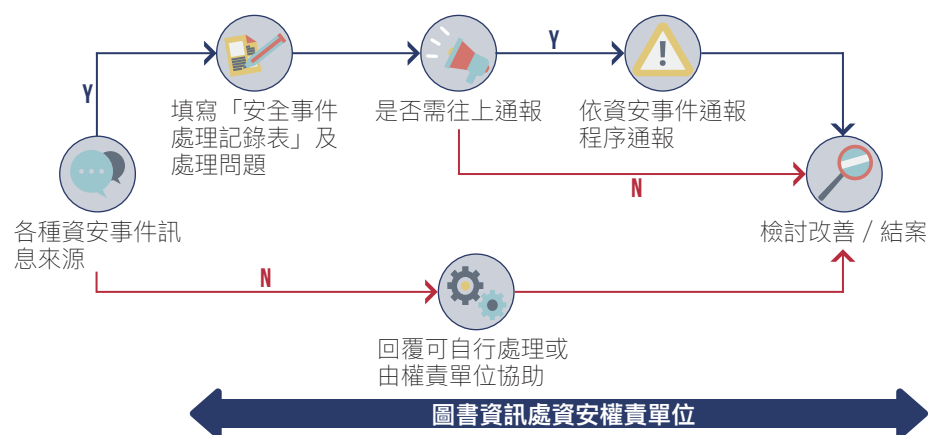 Y
填寫「安全事件
處理記錄表」及
處理問題
是否需往上通報
Y
依資安事件通報
程序通報
N
各種資安事件訊
息來源
檢討改善 / 結案
N
回覆可自行處理或
由權責單位協助
圖書資訊處資安權責單位